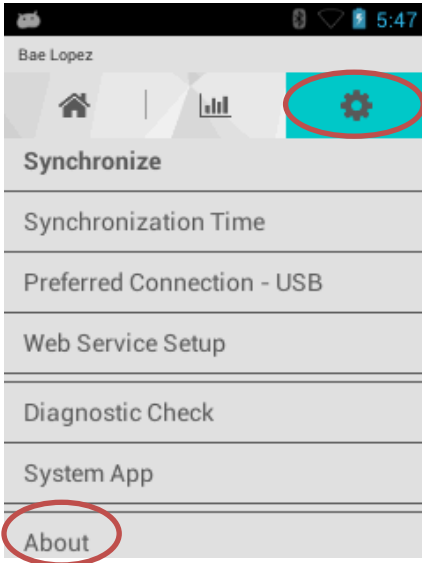 5:47
Bae Lopez
Synchronize
Synchronization Time
Preferred Connection - USB
Web Service Setup
Diagnostic Check
System App
About